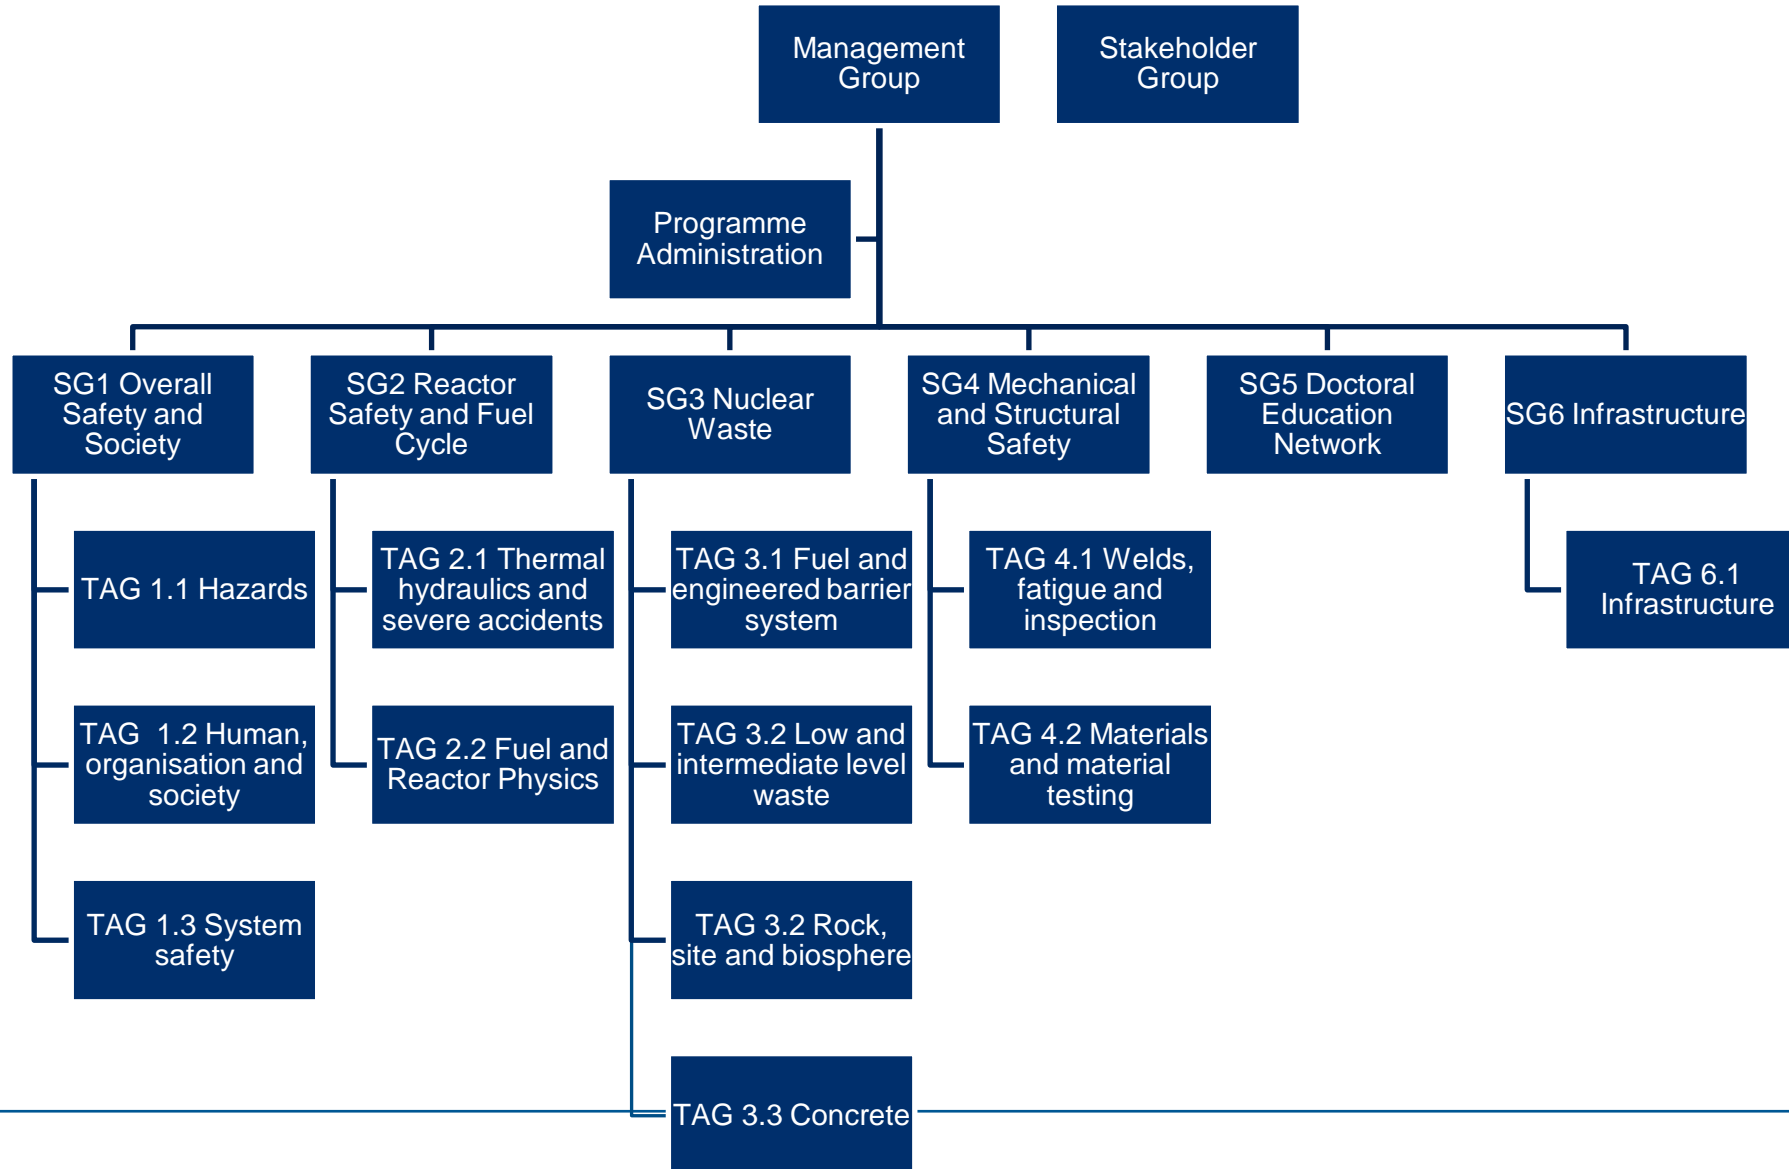 Management
Group
Stakeholder
Group
Programme
Administration
SG1 Overall
Safety and
Society
SG2 Reactor
Safety and Fuel
Cycle
SG3 Nuclear
Waste
SG4 Mechanical
and Structural
Safety
SG5 Doctoral
Education
Network
SG6 Infrastructure
TAG 1.1 Hazards
TAG 2.1 Thermal
hydraulics and
severe accidents
TAG 3.1 Fuel and
engineered barrier
system
TAG 4.1 Welds,
fatigue and
inspection
TAG 6.1
Infrastructure
TAG  1.2 Human,
organisation and
society
TAG 2.2 Fuel and
Reactor Physics
TAG 3.2 Low and
intermediate level
waste
TAG 4.2 Materials
and material
testing
TAG 1.3 System
safety
TAG 3.2 Rock,
site and biosphere
TAG 3.3 Concrete